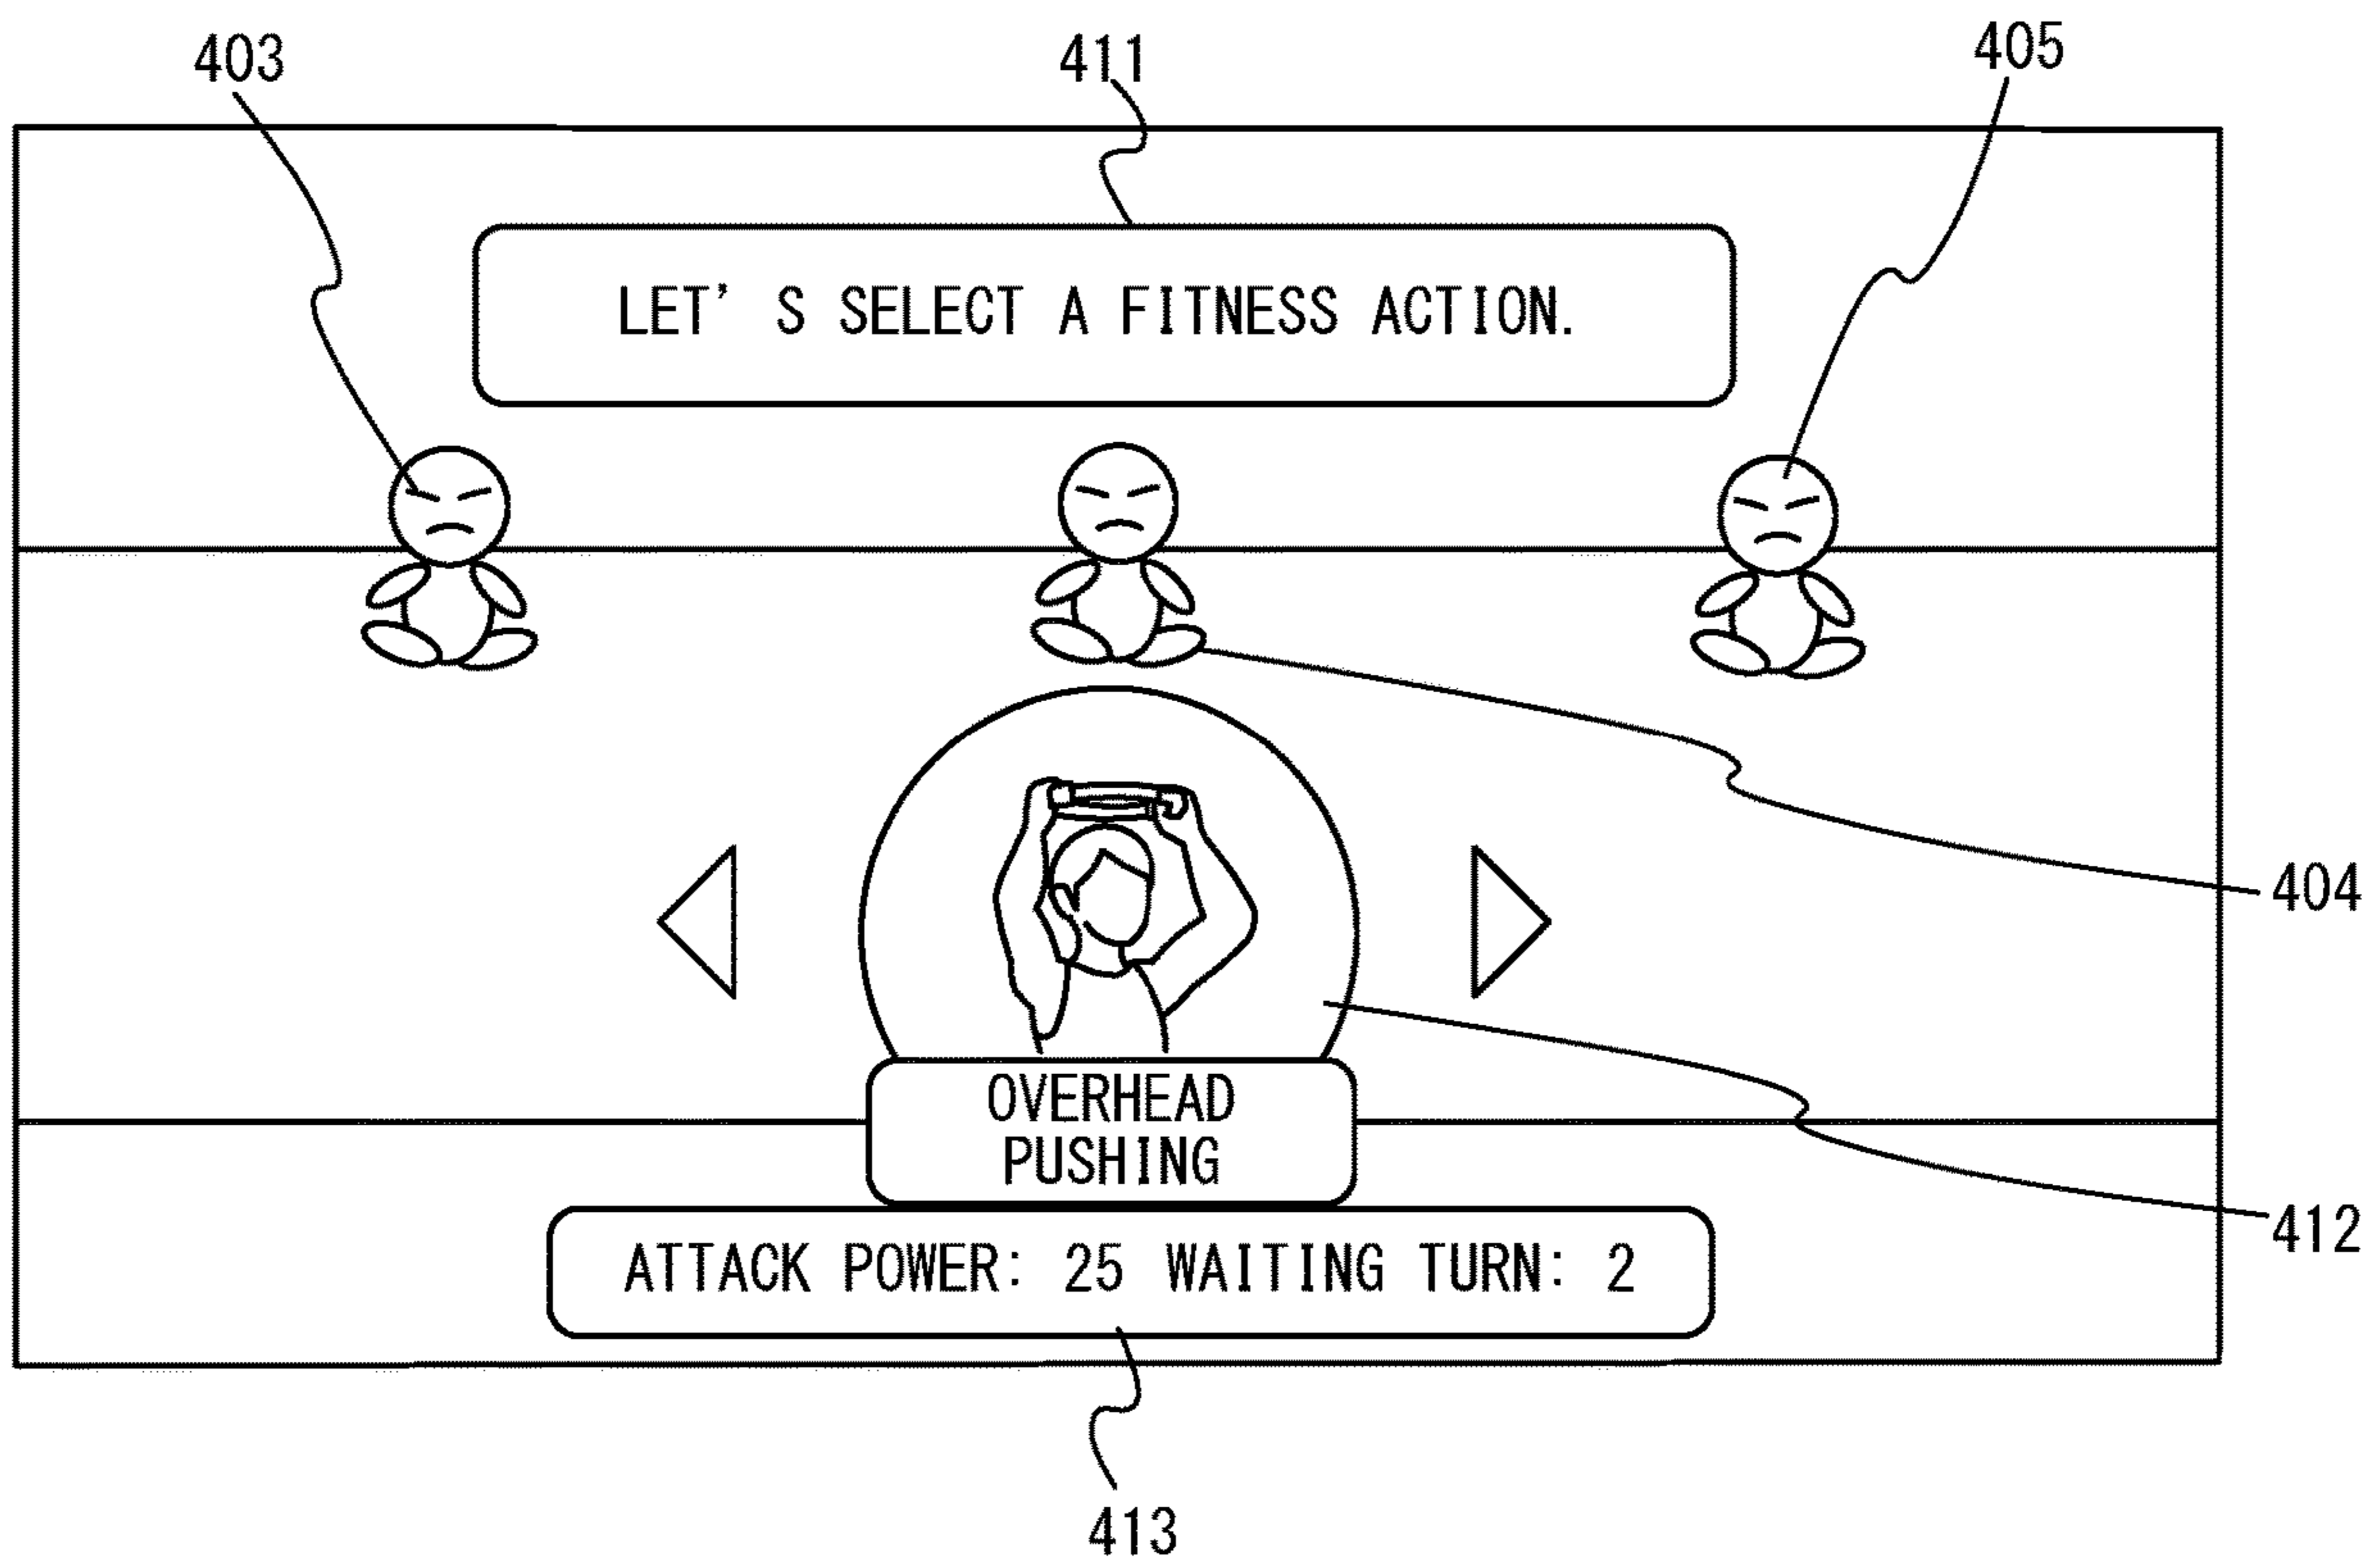 403
411
405
LET'S SELECT A FITNESS ACTION.
404
OVERHEAD
PUSHING
412
ATTACK POWER: 25 WAITING TURN: 2
413